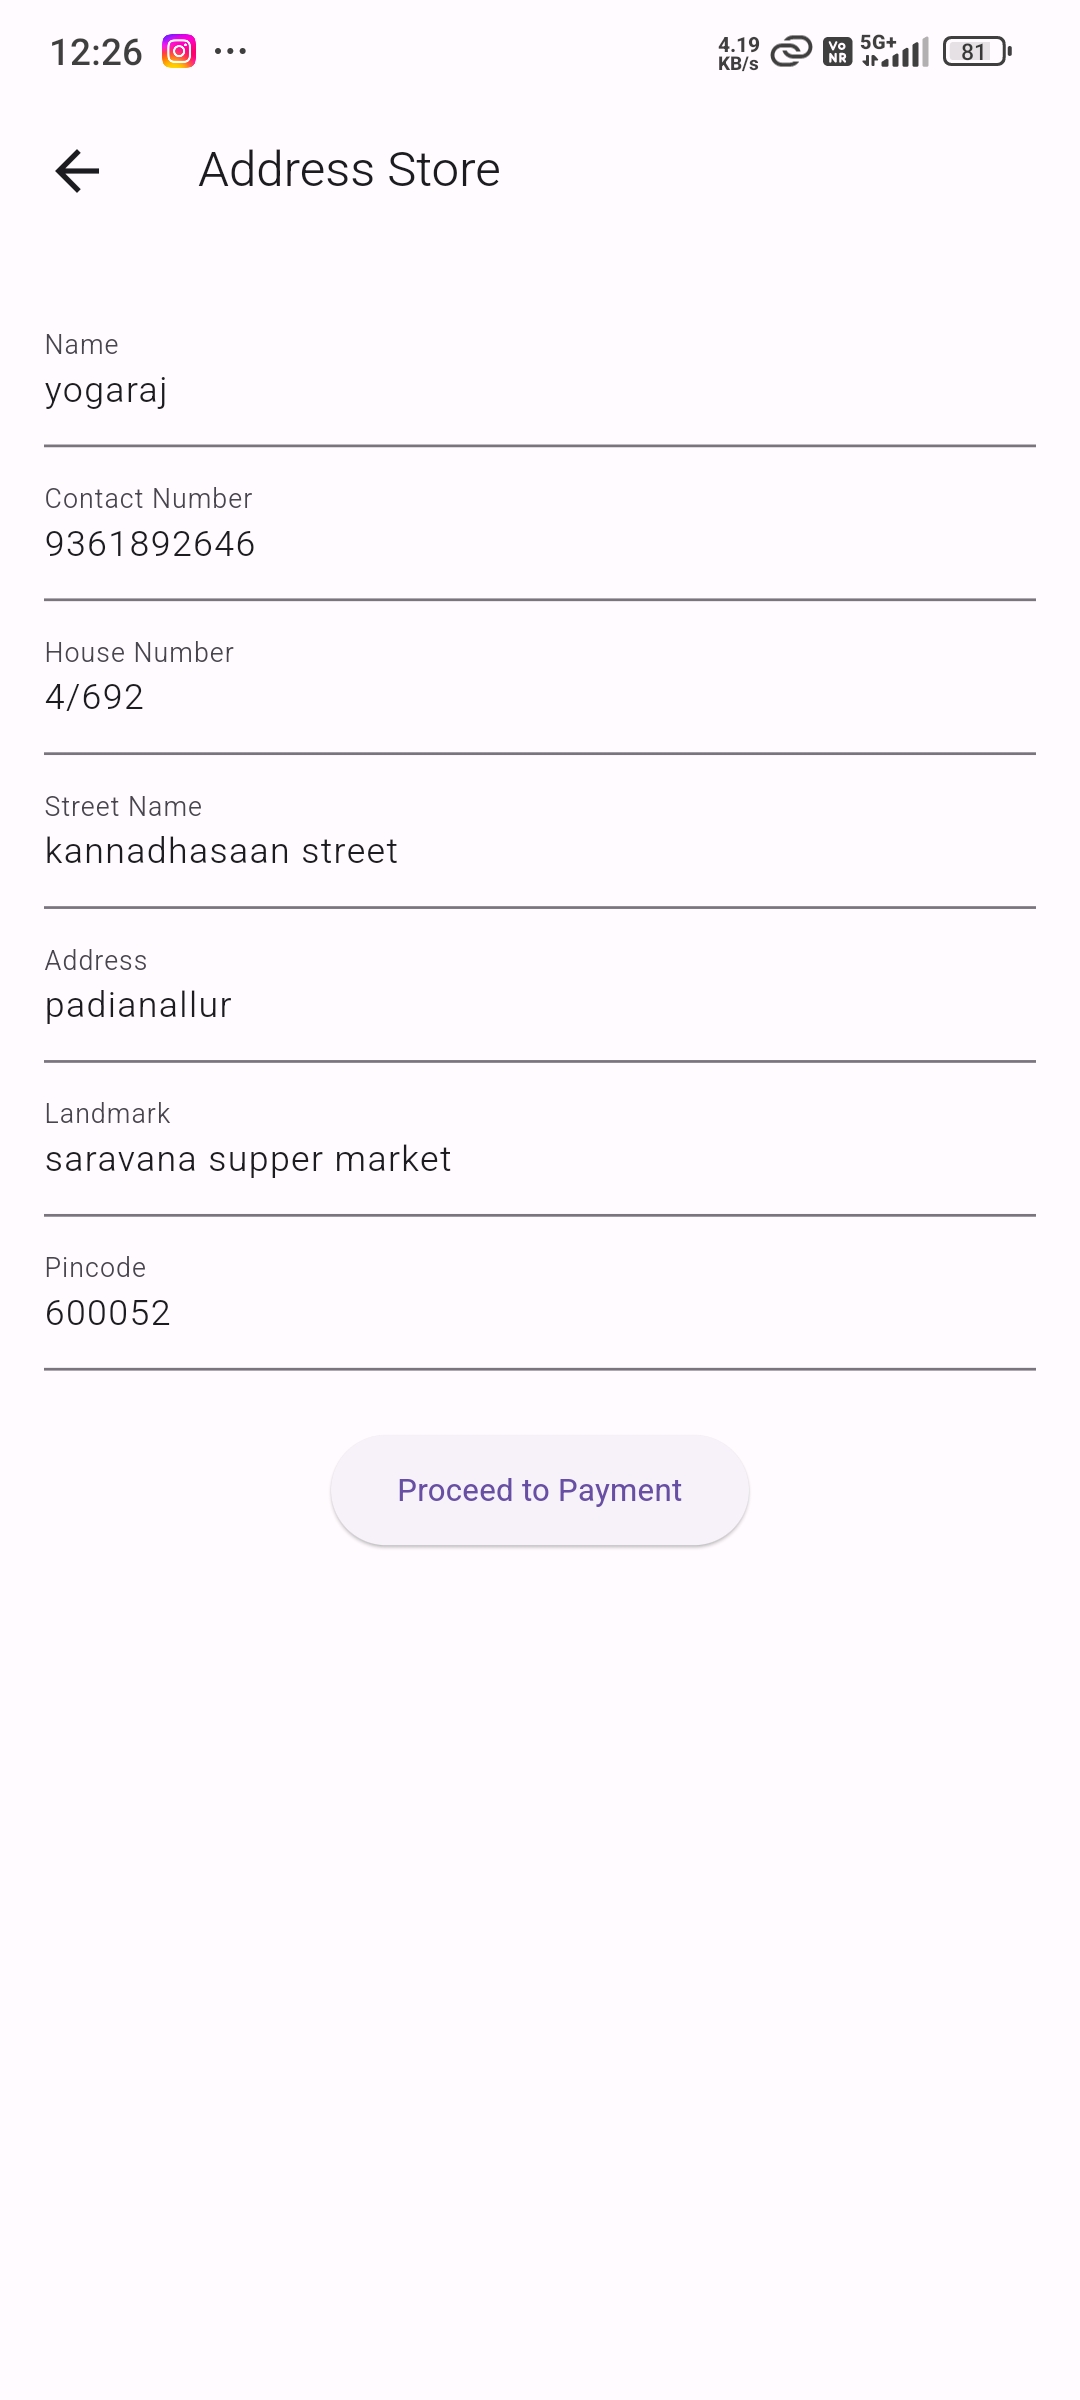 12:26
4.19
KB/s
Vo
NR
5G+
81
Address Store
Name
yogaraj
Contact Number
9361892646
House Number
4/692
Street Name
kannadhasaan street
Address
padianallur
Landmark
saravana supper market
Pincode
600052
Proceed to Payment